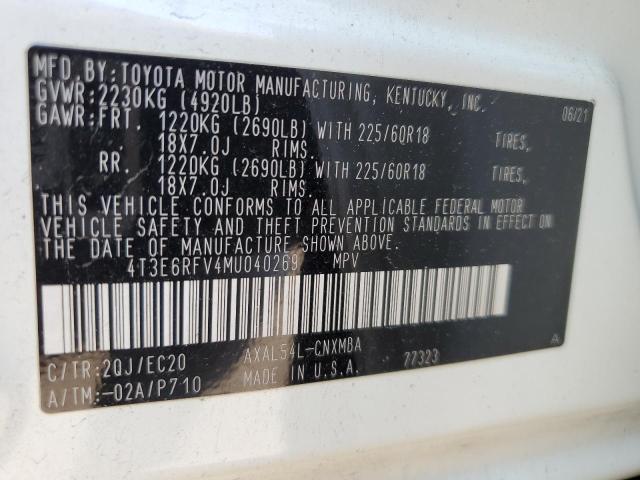 MFD.BY:TOYOTA MOTOR MANUFACTURING, KENTUCKY, INC.
GVWR:2230KG (4920LB) 06/21
GAWR:FRT. 1220KG (2690LB) WITH 225/60R18 TIRES,
18X7.0J RIMS
RR. 1220KG (2690LB) WITH 225/60R18 TIRES,
18X7.0J RIMS
THIS VEHICLE CONFORMS TO ALL APPLICABLE FEDERAL MOTOR
VEHICLE SAFETY AND THEFT PREVENTION STANDARDS IN EFFECT ON
THE DATE OF MANUFACTURE SHOWN ABOVE.
4T3E6RFV4MU040269 MPV
C/TR:2QJ/EC20 AXAL54L-CNXMBA 77323 A
A/TM:-02A/P710 MADE IN U.S.A.